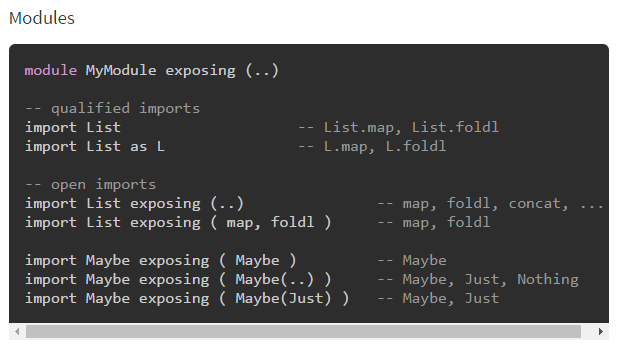 Modules
module MyModule exposing (..)
-- qualified imports
import List                    -- List.map, List.foldl
import List as L               -- L.map, L.foldl
-- open imports
import List exposing (..)               -- map, foldl, concat, ...
import List exposing ( map, foldl )     -- map, foldl
import Maybe exposing ( Maybe )         -- Maybe
import Maybe exposing ( Maybe(..) )     -- Maybe, Just, Nothing
import Maybe exposing ( Maybe(Just) )   -- Maybe, Just